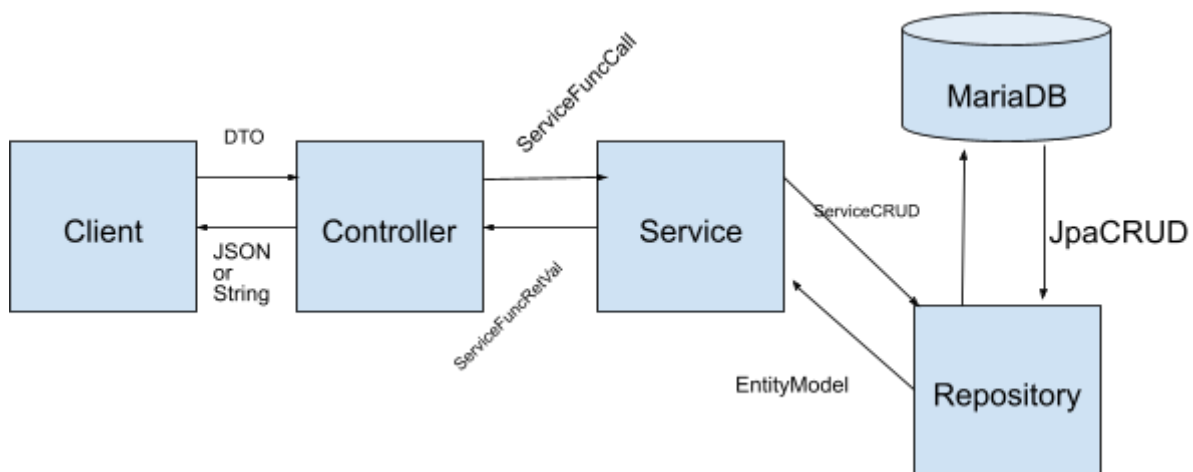 ServiceFuncCall
MariaDB
DTO
Client
Controller
Service
ServiceCRUD
JpaCRUD
JSON
or
String
ServiceFuncRetVal
EntityModel
Repository